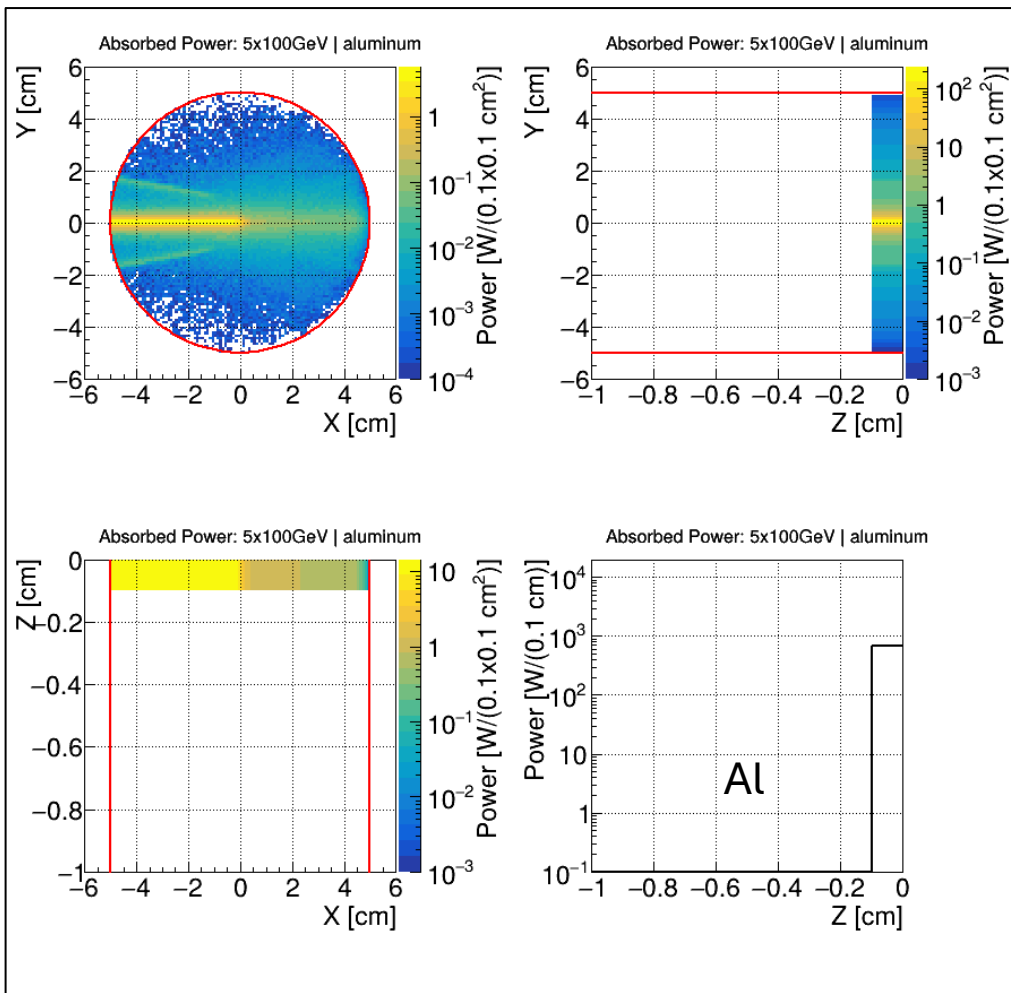 Absorbed Power: 5x100GeV | aluminum
Y [cm]
6
4
2
0
−2
−4
−6
−6 −4 −2 0 2 4 6
X [cm]
1
10⁻¹
10⁻²
10⁻³
10⁻⁴
Power [W/(0.1x0.1 cm²)]
Absorbed Power: 5x100GeV | aluminum
Y [cm]
6
4
2
0
−2
−4
−6
−1 −0.8 −0.6 −0.4 −0.2 0
Z [cm]
10²
10
1
10⁻¹
10⁻²
10⁻³
Power [W/(0.1x0.1 cm²)]
Absorbed Power: 5x100GeV | aluminum
Z [cm]
0
−0.2
−0.4
−0.6
−0.8
−1
−6 −4 −2 0 2 4 6
X [cm]
10
1
10⁻¹
10⁻²
10⁻³
Power [W/(0.1x0.1 cm²)]
Absorbed Power: 5x100GeV | aluminum
Power [W/(0.1 cm)]
10⁴
10³
10²
10
1
10⁻¹
Al
−1 −0.8 −0.6 −0.4 −0.2 0
Z [cm]